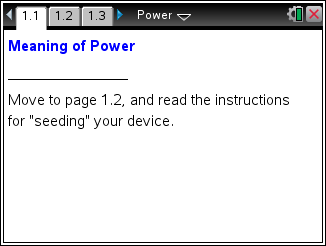 1.1 1.2 1.3 Power
Meaning of Power
Move to page 1.2, and read the instructions
for "seeding" your device.